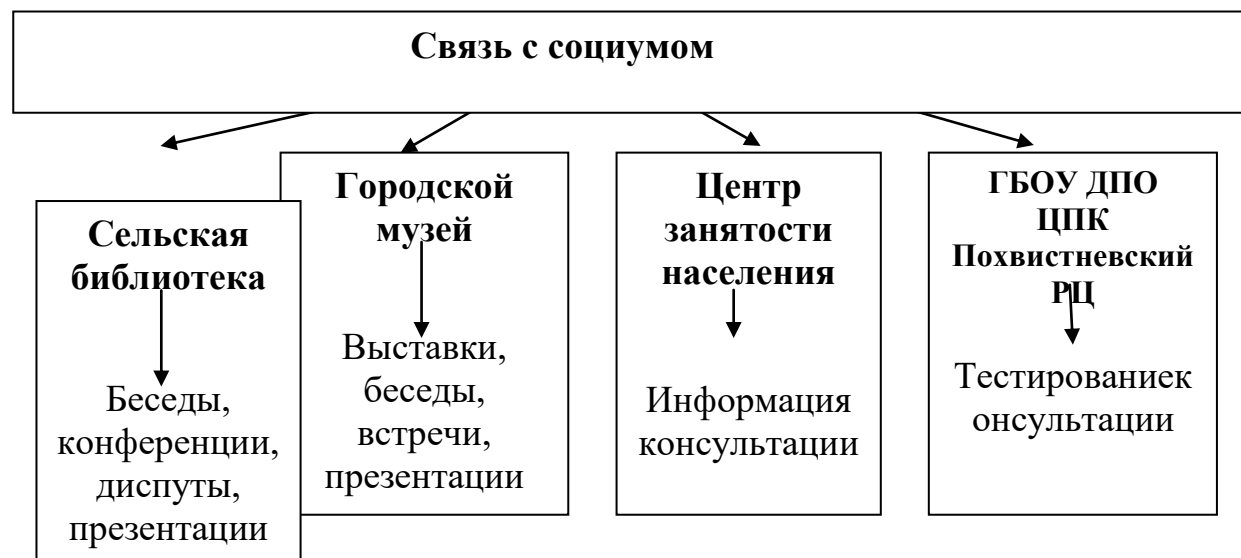 Связь с социумом
Сельская
библиотека
Беседы,
конференции,
диспуты,
презентации
Городской
музей
Выставки,
беседы,
встречи,
презентации
Центр
занятости
населения
Информация
консультации
ГБОУ ДПО
ЦПК
Похвистневский
РЦ
Тестированиек
онсультации